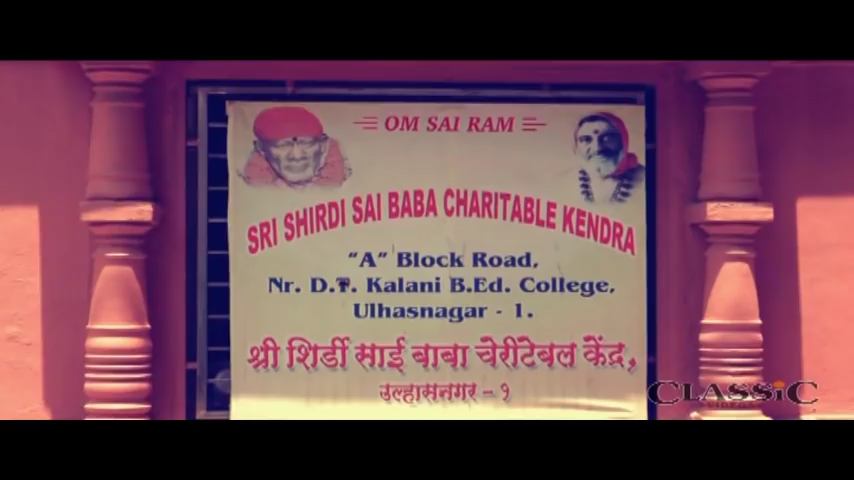 OM SAI RAM
SRI SHIRDI SAI BABA CHARITABLE KENDRA
"A" Block Road,
Nr. D.T. Kalani B.Ed. College,
Ulhasnagar - 1.
श्री शिर्डी साई बाबा चेरीटेबल केंद्र,
उल्हासनगर - १
CLASSiC